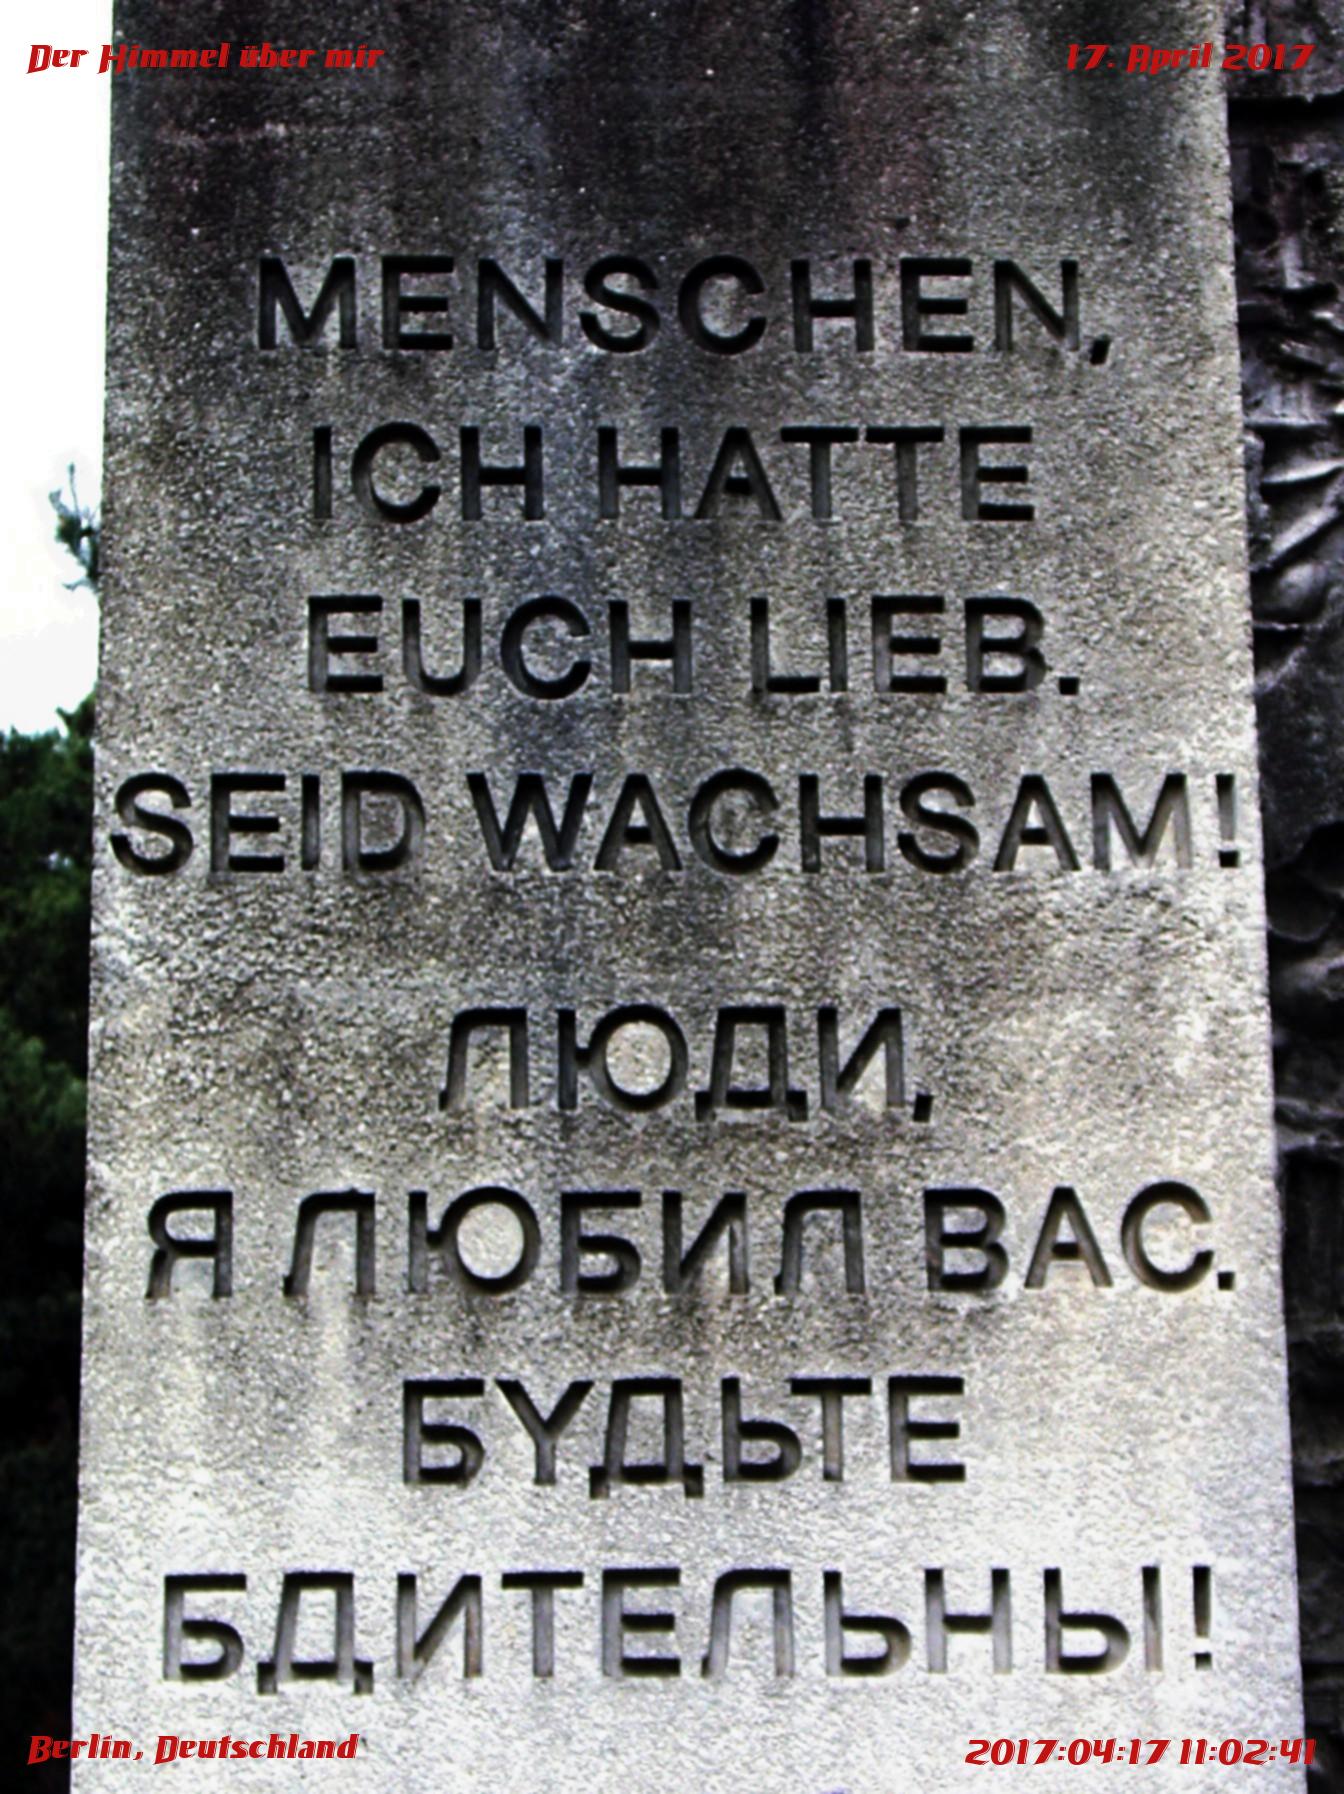 Der Himmel über mir
17. April 2017
MENSCHEN,
ICH HATTE
EUCH LIEB.
SEID WACHSAM!
ЛЮДИ,
Я ЛЮБИЛ ВАС.
БУДЬТЕ
БДИТЕЛЬНЫ!
Berlin, Deutschland
2017:04:17 11:02:41